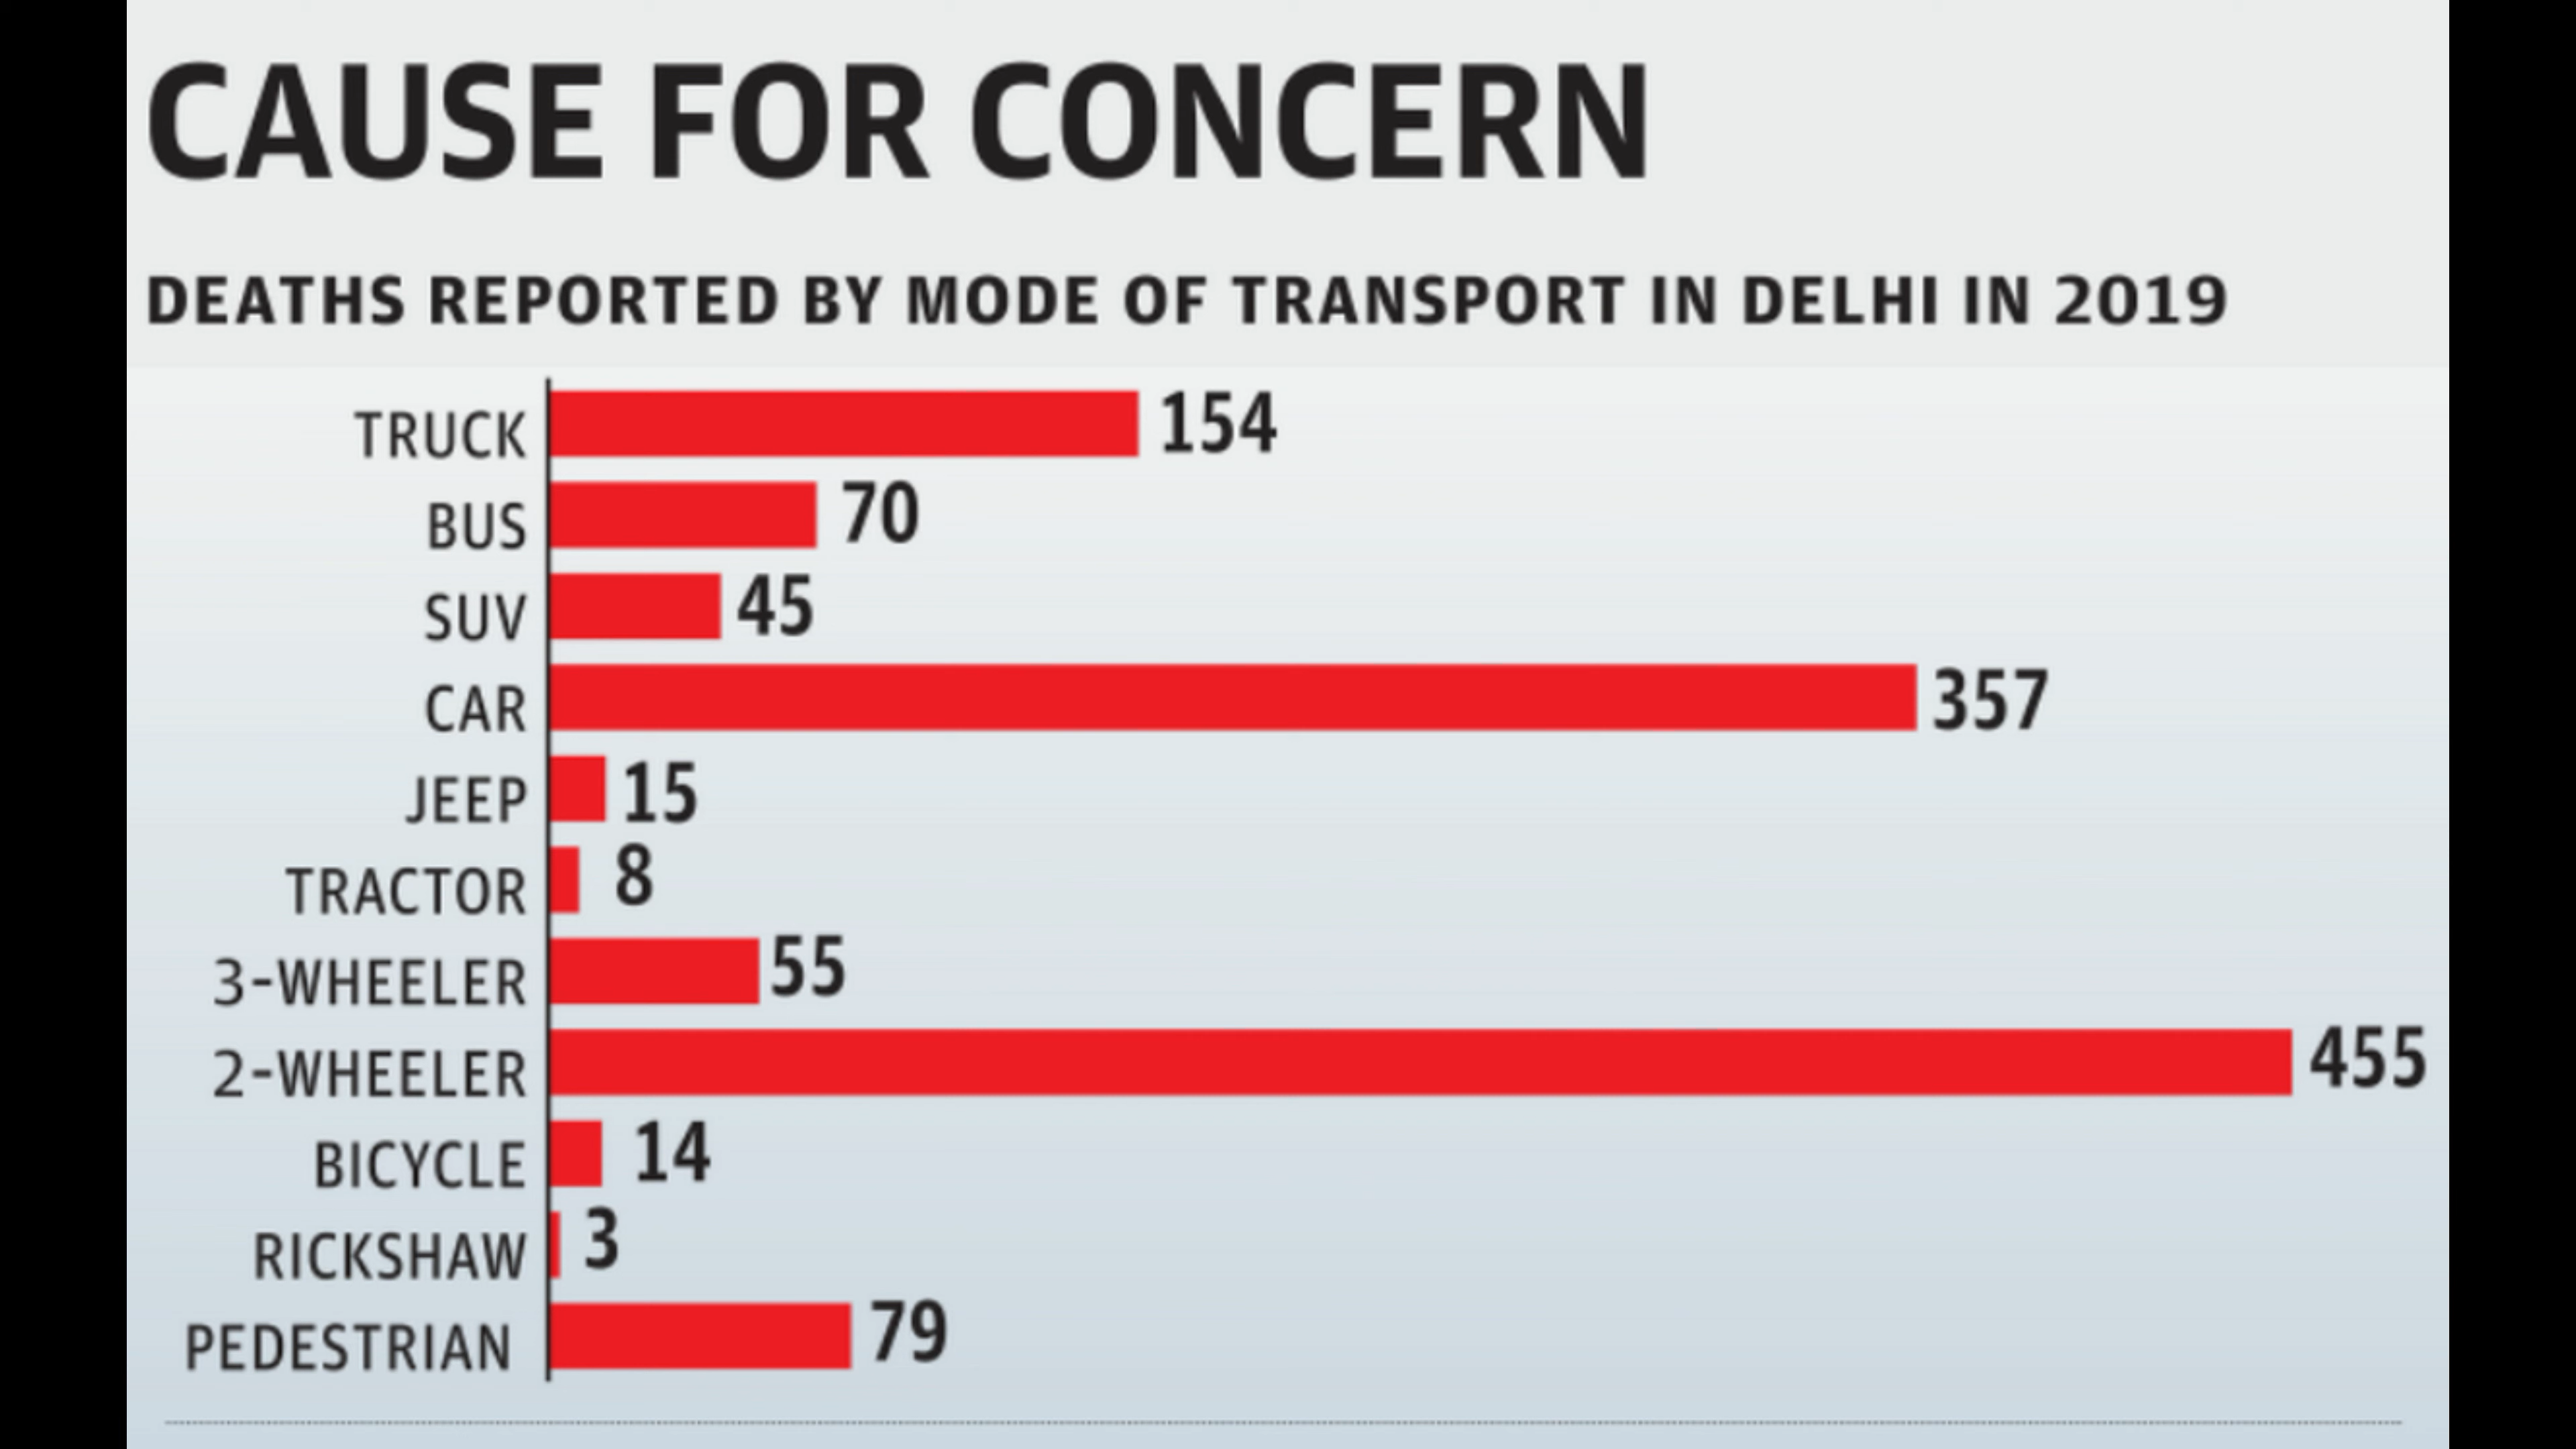 CAUSE FOR CONCERN
DEATHS REPORTED BY MODE OF TRANSPORT IN DELHI IN 2019
TRUCK 154
BUS 70
SUV 45
CAR 357
JEEP 15
TRACTOR 8
3-WHEELER 55
2-WHEELER 455
BICYCLE 14
RICKSHAW 3
PEDESTRIAN 79